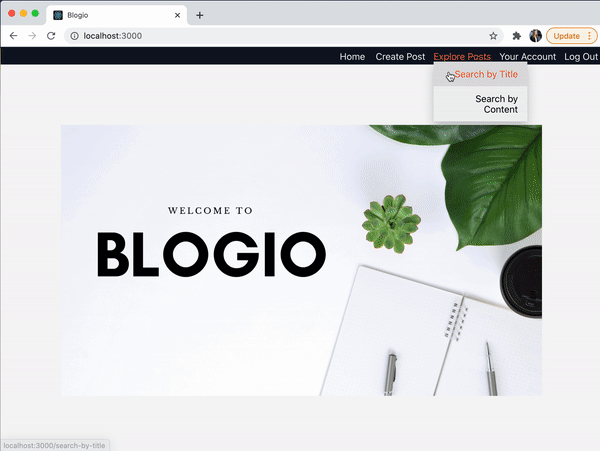 Blogio
localhost:3000
Update
Home Create Post Explore Posts Your Account Log Out
Search by Title
Search by
Content
WELCOME TO
BLOGIO
localhost:3000/search-by-title